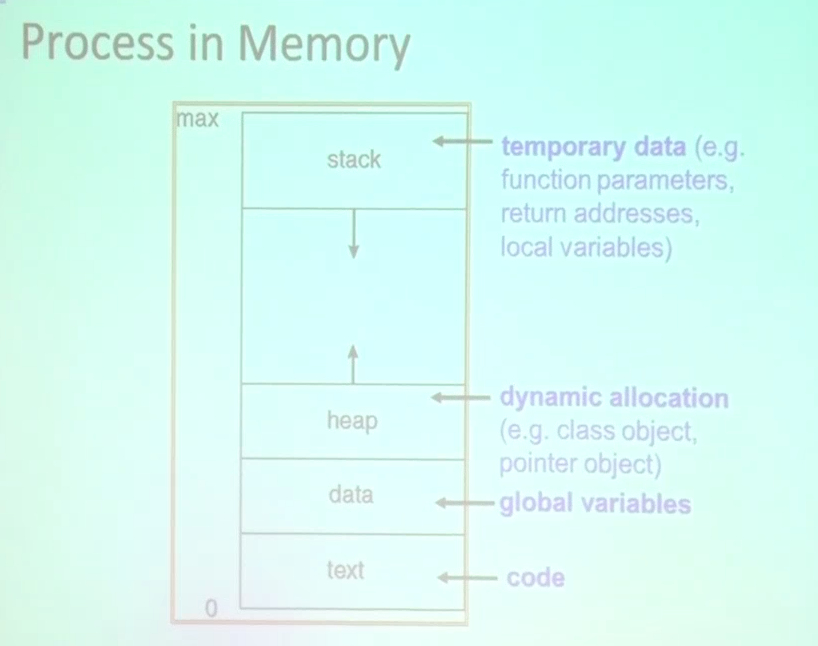 Process in Memory
max
stack
temporary data (e.g.
function parameters,
return addresses,
local variables)
heap
dynamic allocation
(e.g. class object,
pointer object)
data
global variables
text
code
0